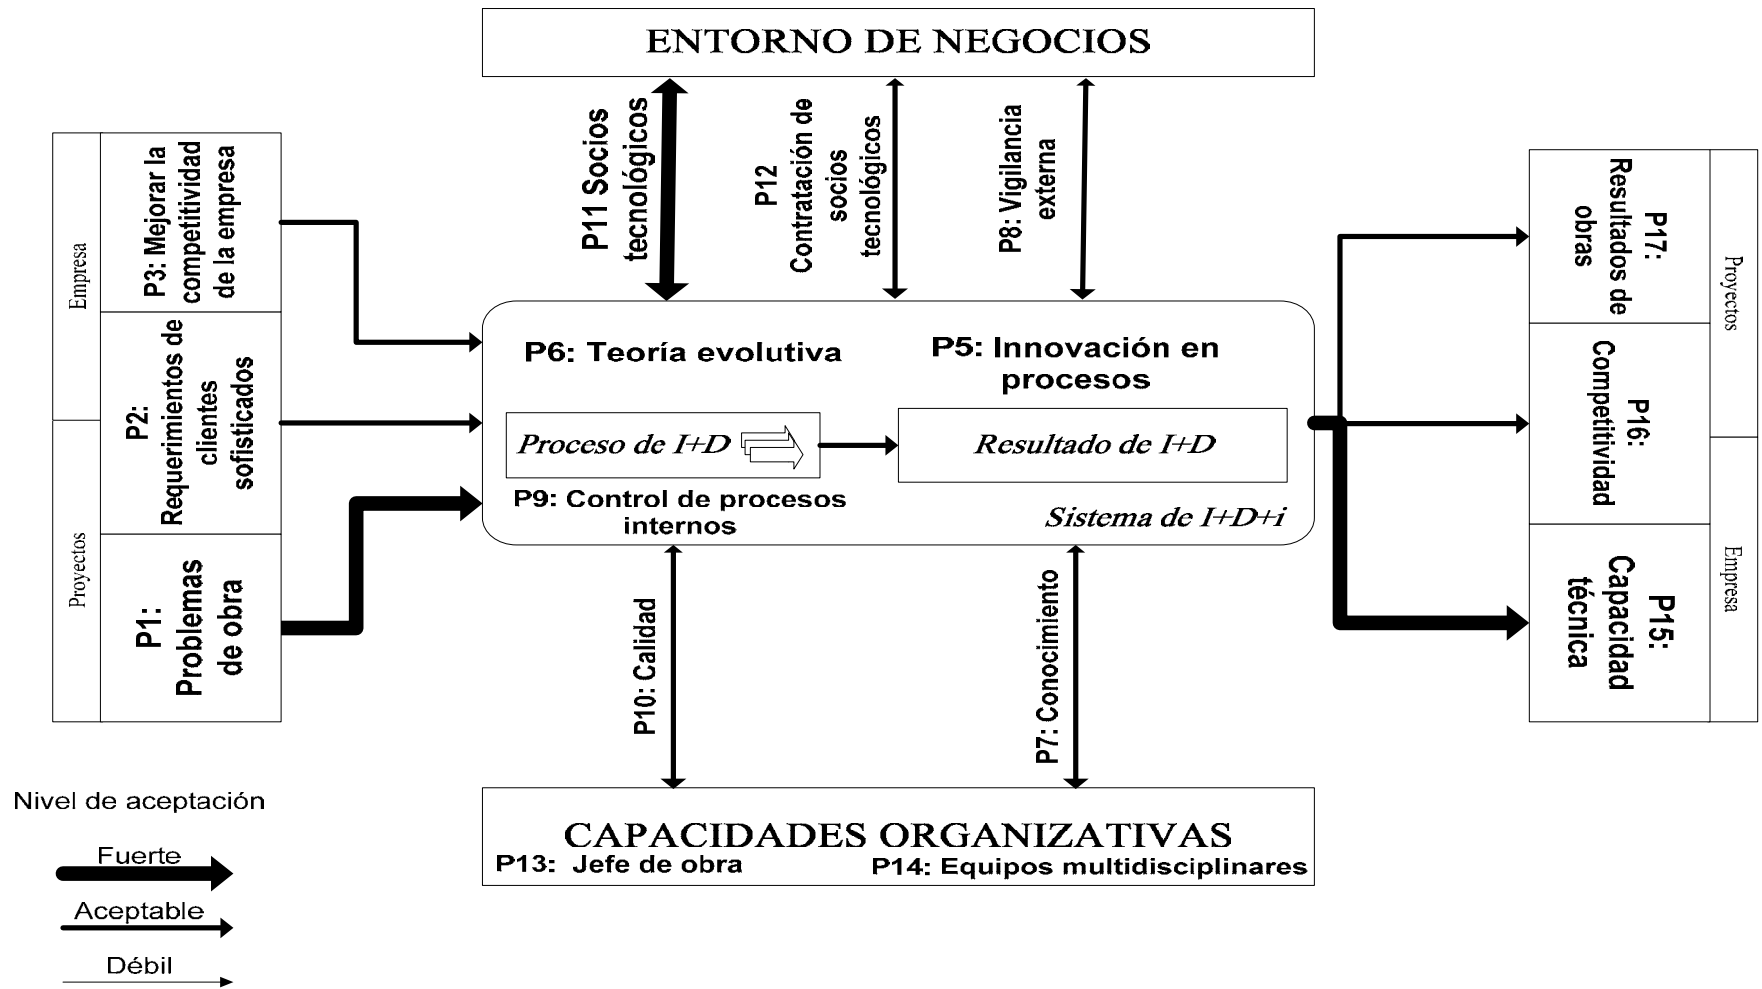 ENTORNO DE NEGOCIOS
Empresa
Proyectos
P3: Mejorar la
competitividad
de la empresa
P2:
Requerimientos de
clientes
sofisticados
P1:
Problemas
de obra
P11 Socios
tecnológicos
P12
Contratación de
socios
tecnológicos
P8: Vigilancia
externa
P6: Teoría evolutiva
P5: Innovación en
procesos
Proceso de I+D
Resultado de I+D
P9: Control de procesos
internos
Sistema de I+D+i
P17:
Resultados de
obras
P16:
Competitividad
P15:
Capacidad
técnica
Proyectos
Empresa
P10: Calidad
P7: Conocimiento
CAPACIDADES ORGANIZATIVAS
P13: Jefe de obra
P14: Equipos multidisciplinares
Nivel de aceptación
Fuerte
Aceptable
Débil